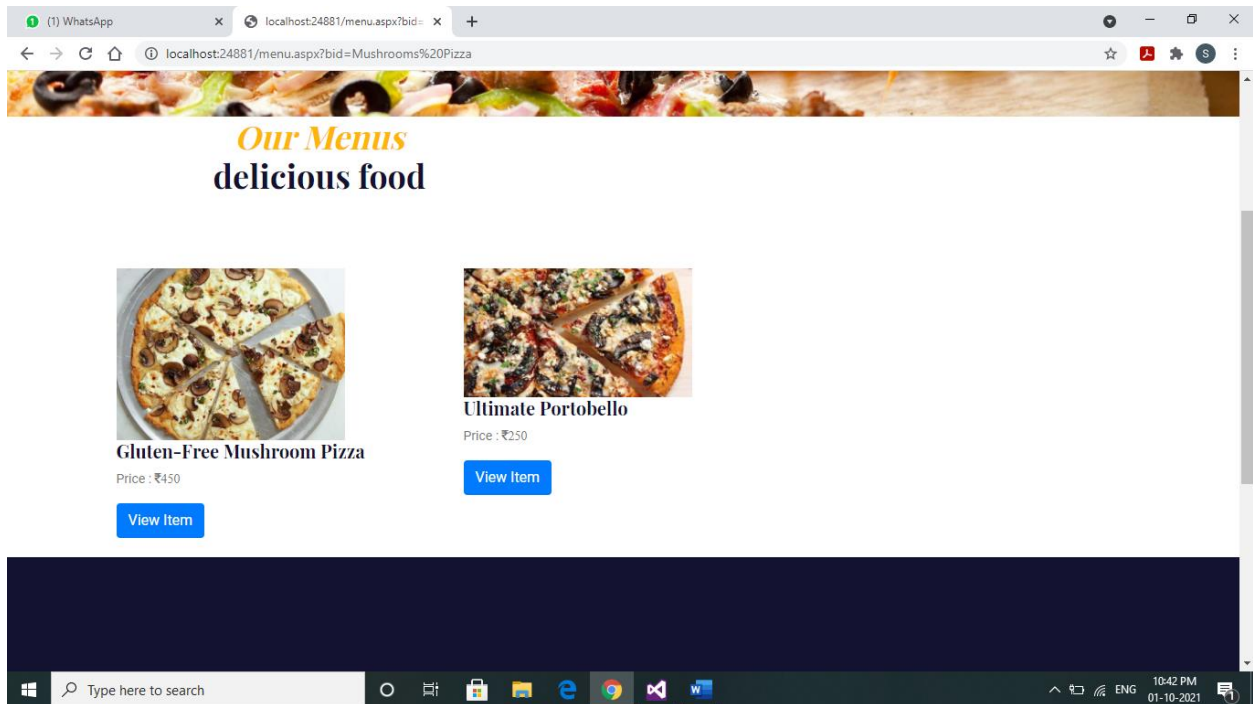 (1) WhatsApp
localhost:24881/menu.aspx?bid=
localhost:24881/menu.aspx?bid=Mushrooms%20Pizza
S
Our Menus
delicious food
Gluten-Free Mushroom Pizza
Price : ₹450
View Item
Ultimate Portobello
Price : ₹250
View Item
Type here to search
W
ENG
10:42 PM
01-10-2021
1